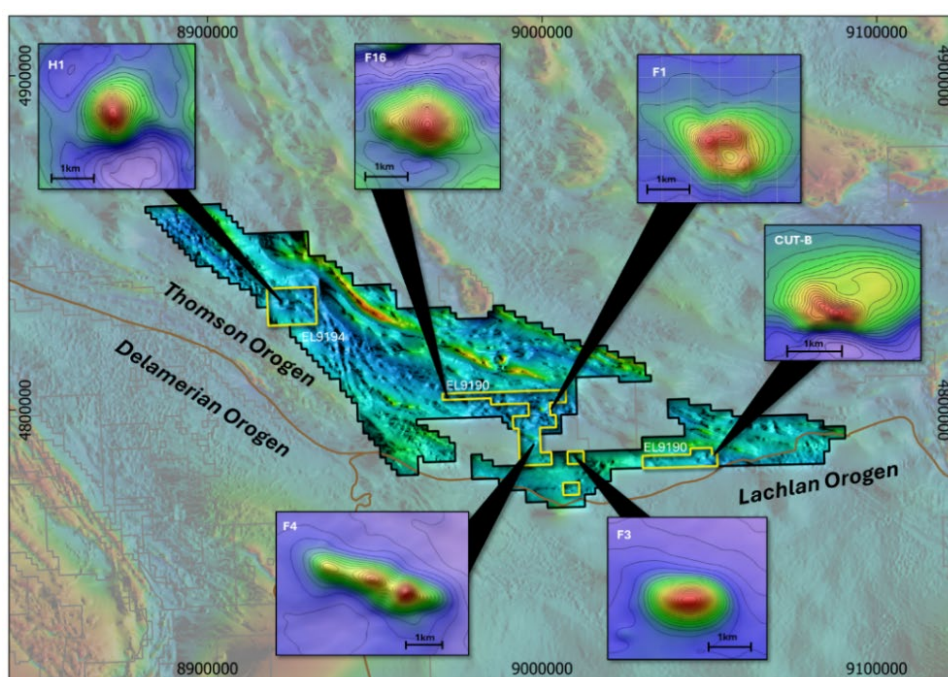 8900000
9000000
9100000
4900000
4900000
H1
1km
F16
1km
F1
1km
CUT-B
1km
Thomson Orogen
Delamerian Orogen
EL9194
EL9190
EL9190
4800000
4800000
Lachlan Orogen
F4
1km
F3
1km
8900000
9000000
9100000